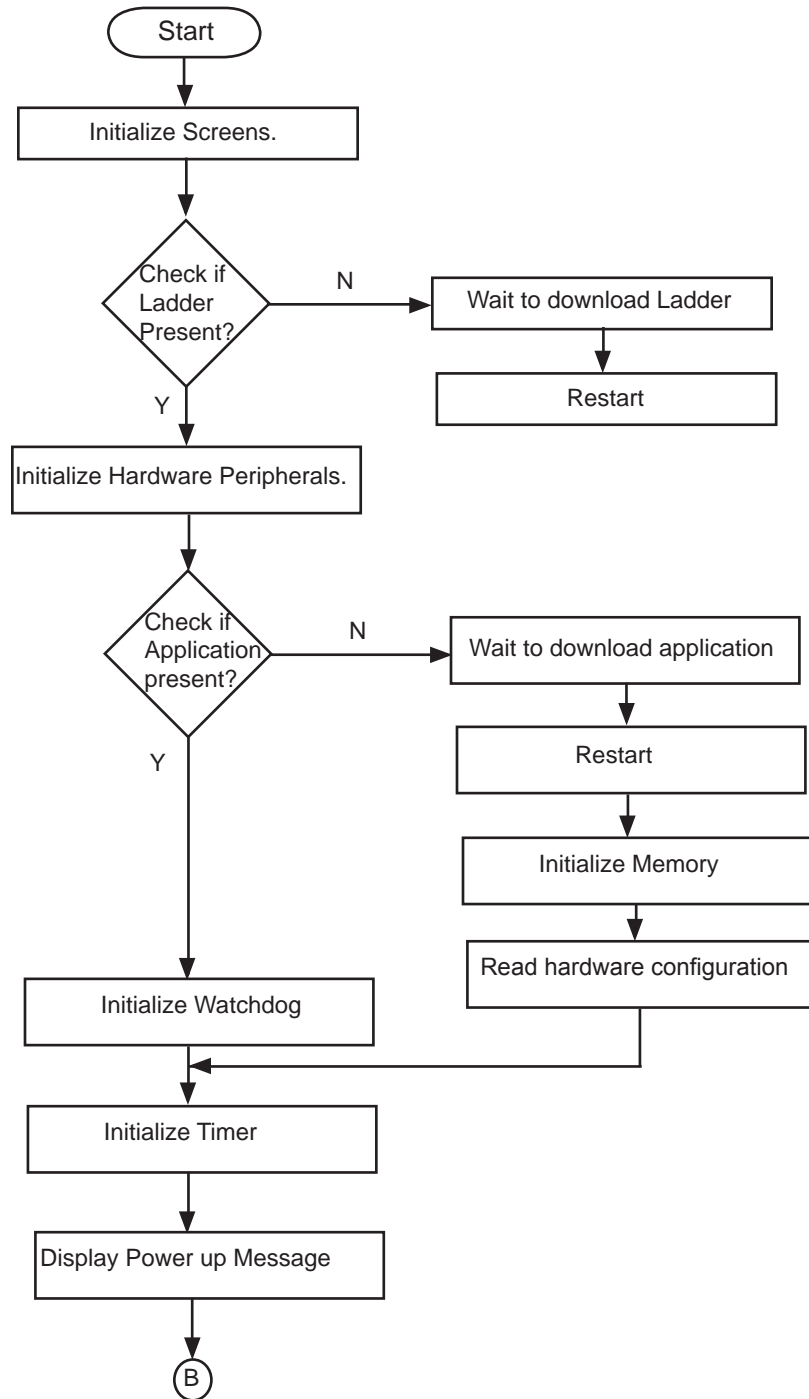 Start
Initialize Screens.
Check if
Ladder
Present?
N
Wait to download Ladder
Restart
Y
Initialize Hardware Peripherals.
Check if
Application
present?
N
Wait to download application
Restart
Y
Initialize Memory
Read hardware configuration
Initialize Watchdog
Initialize Timer
Display Power up Message
B